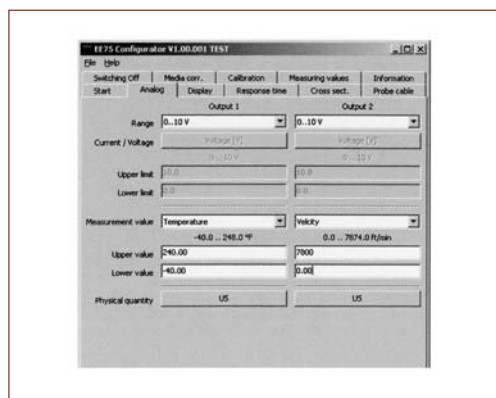 EE75 Configurator V1.00.001 TEST
File Help
Switching Off Media corr. Calibration Measuring values Information
Start Analog Display Response time Cross sect. Probe cable
Output 1 Output 2
Range 0..10 V 0..10 V
Current / Voltage Voltage [V] Voltage [V]
0 .. 10 V 0 .. 10 V
Upper limit 10.0 10.0
Lower limit 0.0 0.0
Measurement value Temperature Velcity
-40.0 .. 248.0 °F 0.0 .. 7874.0 ft/min
Upper value 240.00 7800
Lower value -40.00 0.00
Physical quantity US US